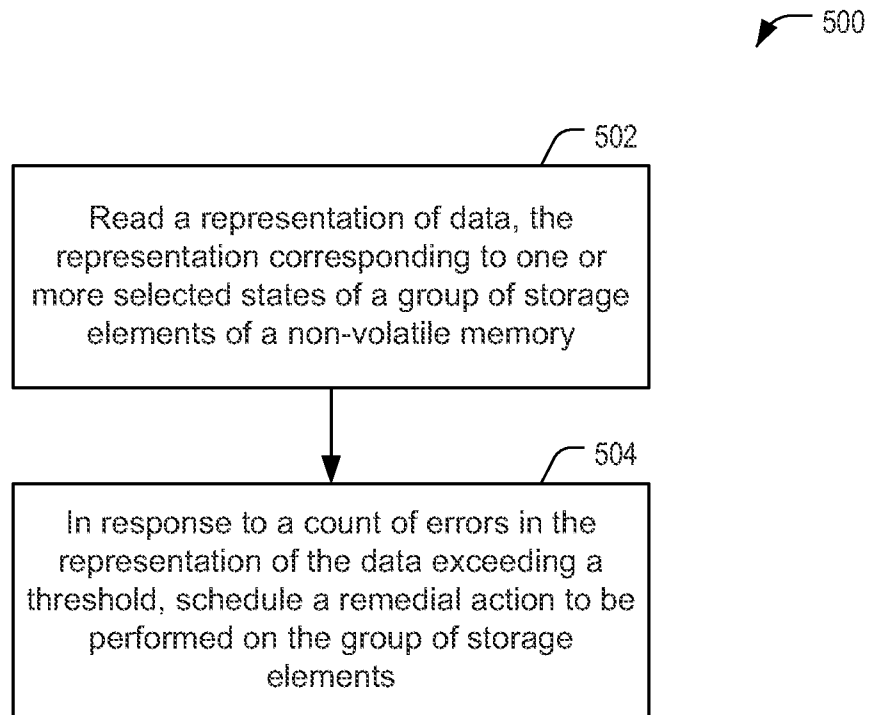 500
502
Read a representation of data, the
representation corresponding to one or
more selected states of a group of storage
elements of a non-volatile memory
504
In response to a count of errors in the
representation of the data exceeding a
threshold, schedule a remedial action to be
performed on the group of storage
elements